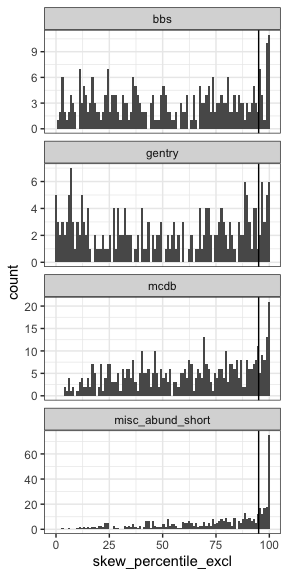 bbs
9
6
3
0
gentry
6
4
2
0
mcdb
20
15
10
5
0
misc_abund_short
60
40
20
0
0 25 50 75 100
skew_percentile_excl
count